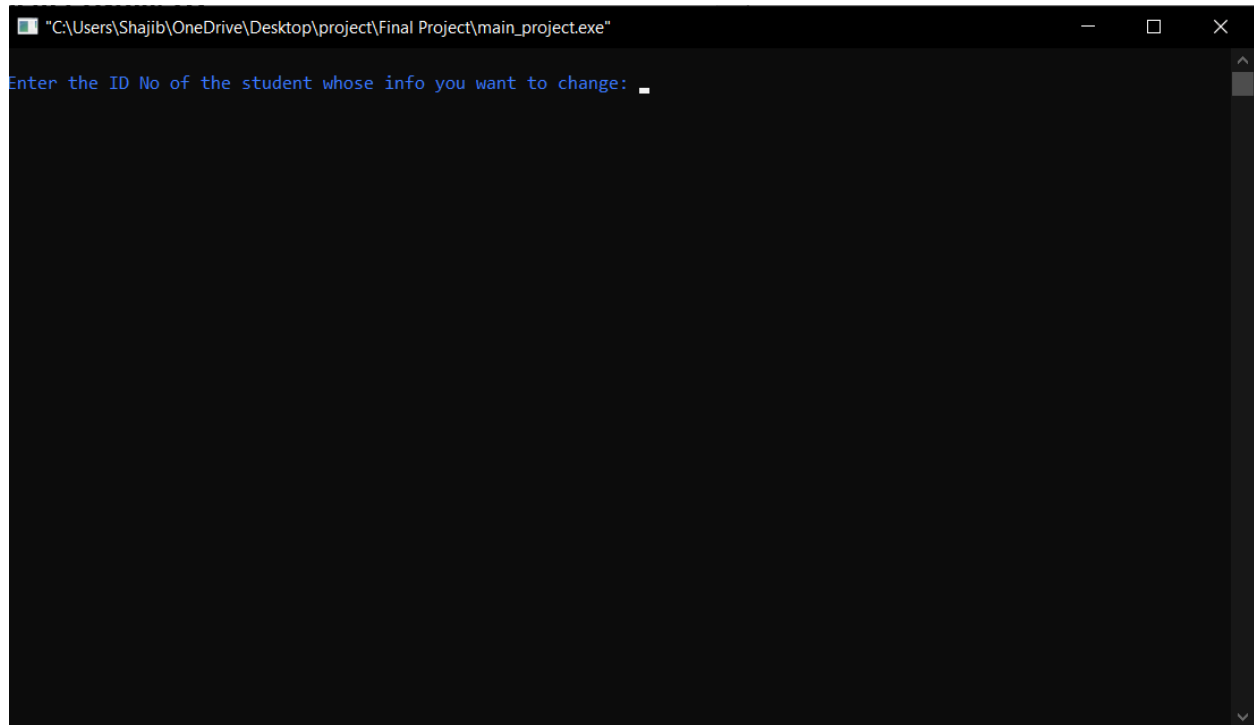 "C:\Users\Shajib\OneDrive\Desktop\project\Final Project\main_project.exe"
Enter the ID No of the student whose info you want to change: